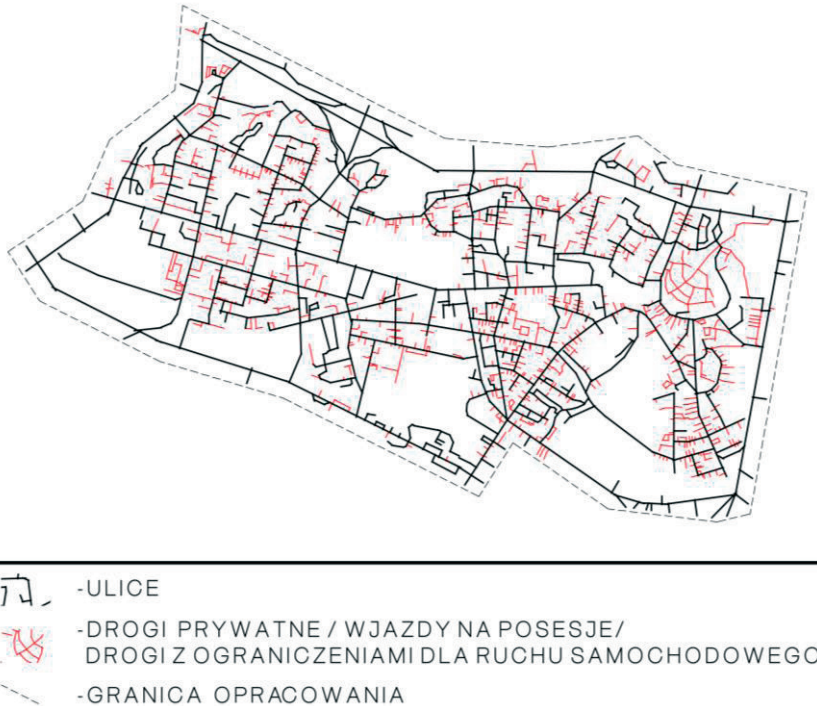 -ULICE
-DROGI PRYWATNE / WJAZDY NA POSESJE/
DROGI Z OGRANICZENIAMI DLA RUCHU SAMOCHODOWEGO
-GRANICA OPRACOWANIA